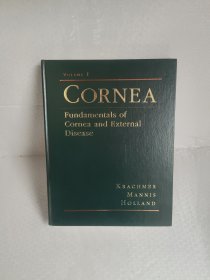 VOLUME I
CORNEA
Fundamentals of
Cornea and External
Disease
KRACHMER
MANNIS
HOLLAND